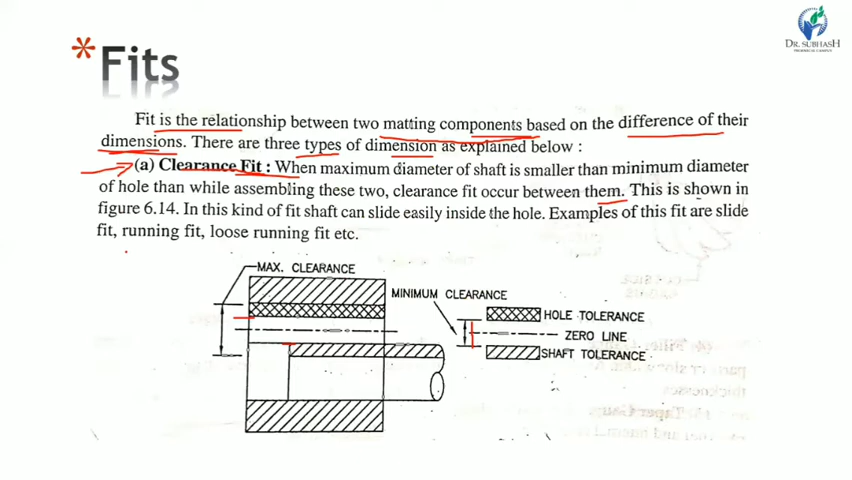 DR. SUBHASH
*Fits
Fit is the relationship between two matting components based on the difference of their
dimensions. There are three types of dimension as explained below :
(a) Clearance Fit : When maximum diameter of shaft is smaller than minimum diameter
of hole than while assembling these two, clearance fit occur between them. This is shown in
figure 6.14. In this kind of fit shaft can slide easily inside the hole. Examples of this fit are slide
fit, running fit, loose running fit etc.
MAX. CLEARANCE
MINIMUM CLEARANCE
HOLE TOLERANCE
ZERO LINE
SHAFT TOLERANCE